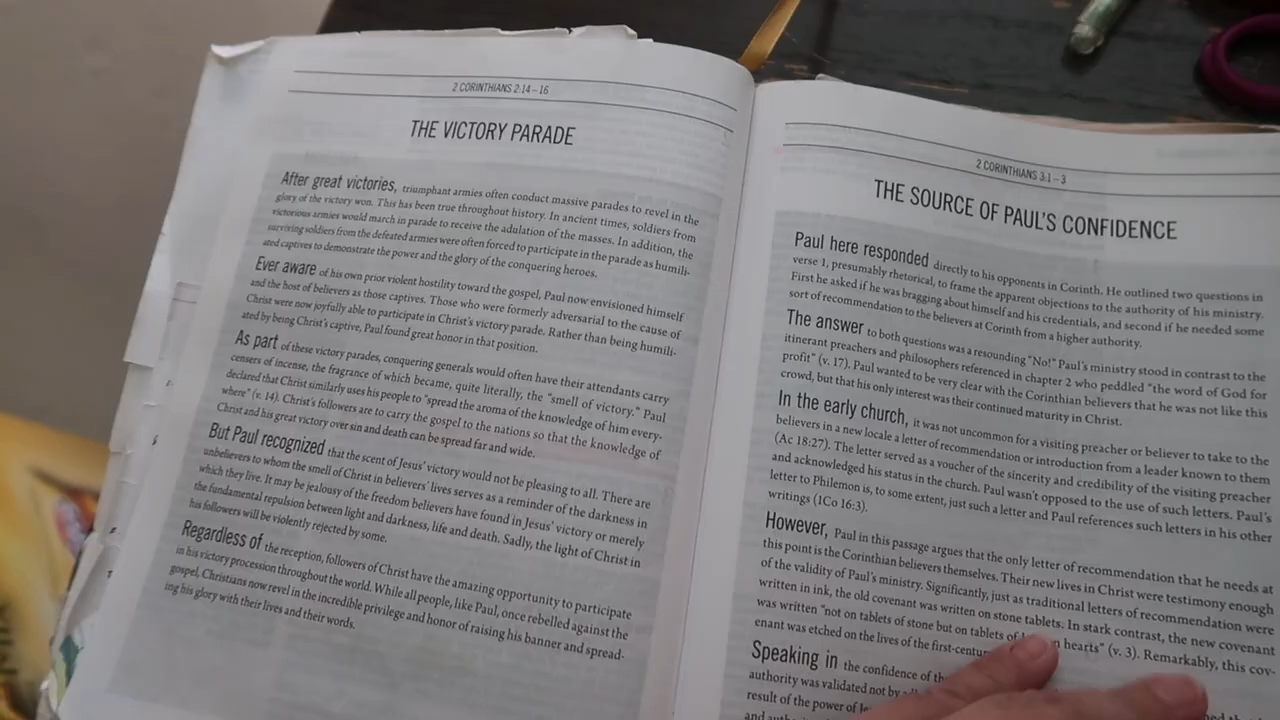 2 CORINTHIANS 2:14–16
THE VICTORY PARADE
After great victories, triumphant armies often conduct massive parades to revel in the
glory of the victory won. This has been true throughout history. In ancient times, soldiers from
victorious armies would march in parade to receive the adulation of the masses. In addition, the
surviving soldiers from the defeated armies were often forced to participate in the parade as humili-
ated captives to demonstrate the power and the glory of the conquering heroes.
Ever aware of his own prior violent hostility toward the gospel, Paul now envisioned himself
and the host of believers as those captives. Those who were formerly adversarial to the cause of
Christ were now joyfully able to participate in Christ's victory parade. Rather than being humili-
ated by being Christ's captive, Paul found great honor in that position.
As part of these victory parades, conquering generals would often have their attendants carry
censers of incense, the fragrance of which became, quite literally, the "smell of victory." Paul
declared that Christ similarly uses his people to "spread the aroma of the knowledge of him every-
where" (v. 14). Christ's followers are to carry the gospel to the nations so that the knowledge of
Christ and his great victory over sin and death can be spread far and wide.
But Paul recognized that the scent of Jesus' victory would not be pleasing to all. There are
unbelievers to whom the smell of Christ in believers' lives serves as a reminder of the darkness in
which they live. It may be jealousy of the freedom believers have found in Jesus' victory or merely
the fundamental repulsion between light and darkness, life and death. Sadly, the light of Christ in
his followers will be violently rejected by some.
Regardless of the reception, followers of Christ have the amazing opportunity to participate
in his victory procession throughout the world. While all people, like Paul, once rebelled against the
gospel, Christians now revel in the incredible privilege and honor of raising his banner and spread-
ing his glory with their lives and their words.
2 CORINTHIANS 3:1–3
THE SOURCE OF PAUL'S CONFIDENCE
Paul here responded directly to his opponents in Corinth. He outlined two questions in
verse 1, presumably rhetorical, to frame the apparent objections to the authority of his ministry.
First he asked if he was bragging about himself and his credentials, and second if he needed some
sort of recommendation to the believers at Corinth from a higher authority.
The answer to both questions was a resounding "No!" Paul's ministry stood in contrast to the
itinerant preachers and philosophers referenced in chapter 2 who peddled "the word of God for
profit" (v. 17). Paul wanted to be very clear with the Corinthian believers that he was not like this
crowd, but that his only interest was their continued maturity in Christ.
In the early church, it was not uncommon for a visiting preacher or believer to take to the
believers in a new locale a letter of recommendation or introduction from a leader known to them
(Ac 18:27). The letter served as a voucher of the sincerity and credibility of the visiting preacher
and acknowledged his status in the church. Paul wasn't opposed to the use of such letters. Paul's
letter to Philemon is, to some extent, just such a letter and Paul references such letters in his other
writings (1Co 16:3).
However, Paul in this passage argues that the only letter of recommendation that he needs at
this point is the Corinthian believers themselves. Their new lives in Christ were testimony enough
of the validity of Paul's ministry. Significantly, just as traditional letters of recommendation were
written in ink, the old covenant was written on stone tablets. In stark contrast, the new covenant
was written "not on tablets of stone but on tablets of hearts" (v. 3). Remarkably, this cov-
enant was etched on the lives of the
Speaking in the confidence of
authority was validated not by
result of the power of